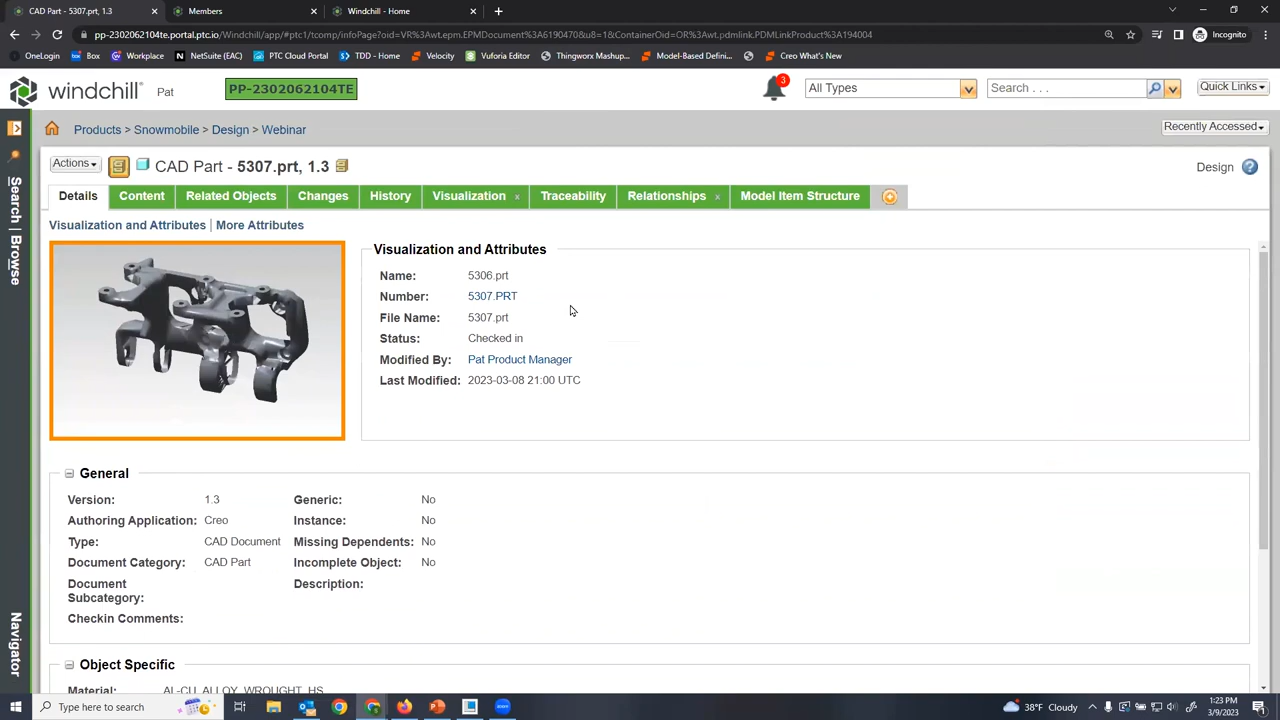 CAD Part - 5307.prt, 1.3
Members
Windchill - Home
Incognito
pp-2302062104te.portal.ptc.io/Windchill/app/#ptc1/tcomp/infoPage?oid=VR%3Awt.epm.EPMDocument%3A6190470&u8=1&ContainerOid=OR%3Awt.pdmlink.PDMLinkProduct%3A194004
OneLogin Box Workplace NetSuite (EAC) PTC Cloud Portal TDD - Home Velocity Vuforia Editor Thingworx Mashup... Model-Based Defini... Creo What's New
windchill Pat PP-2302062104TE 3 All Types Search . . . Quick Links
Products > Snowmobile > Design > Webinar Recently Accessed
Actions CAD Part - 5307.prt, 1.3 Design
Details Content Related Objects Changes History Visualization x Traceability Relationships x Model Item Structure
Visualization and Attributes | More Attributes
Search | Browse
Navigator
Visualization and Attributes
Name: 5306.prt
Number: 5307.PRT
File Name: 5307.prt
Status: Checked in
Modified By: Pat Product Manager
Last Modified: 2023-03-08 21:00 UTC
General
Version: 1.3 Generic: No
Authoring Application: Creo Instance: No
Type: CAD Document Missing Dependents: No
Document Category: CAD Part Incomplete Object: No
Document Subcategory: Description:
Checkin Comments:
Object Specific
Material: AL-CU_ALLOY_WROUGHT_HS
Type here to search
38°F Cloudy
1:23 PM
3/9/2023